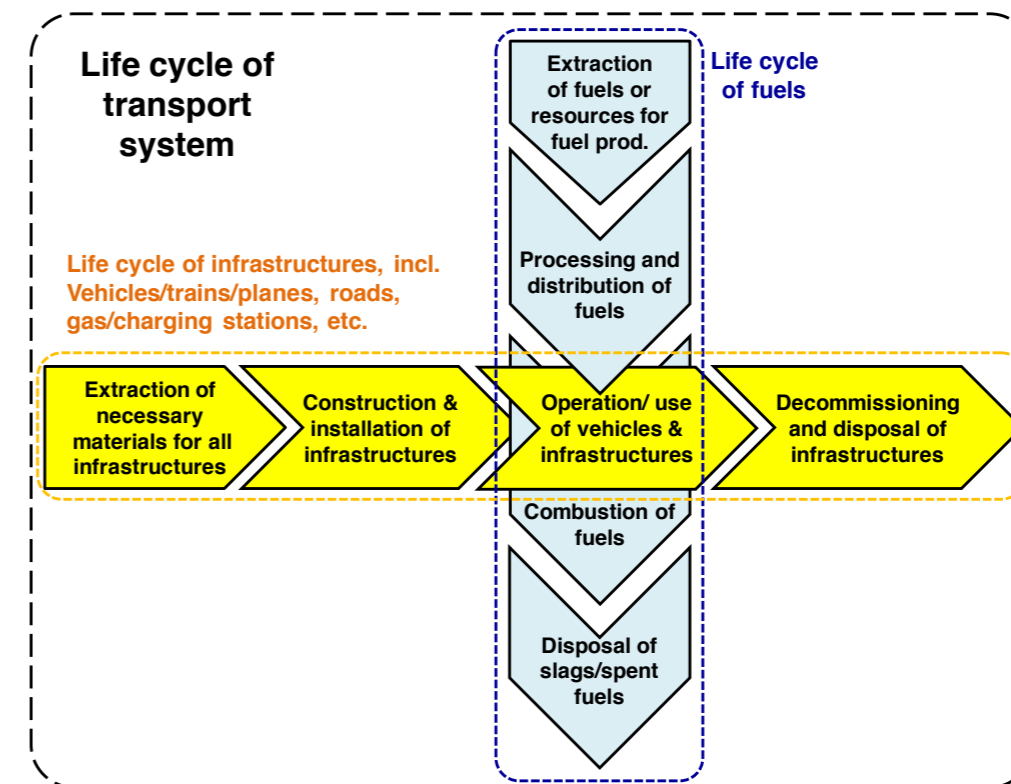 Life cycle of
transport
system
Extraction
of fuels or
resources for
fuel prod.
Life cycle
of fuels
Processing and
distribution of
fuels
Life cycle of infrastructures, incl.
Vehicles/trains/planes, roads,
gas/charging stations, etc.
Extraction of
necessary
materials for all
infrastructures
Construction &
installation of
infrastructures
Operation/ use
of vehicles &
infrastructures
Decommissioning
and disposal of
infrastructures
Combustion of
fuels
Disposal of
slags/spent
fuels